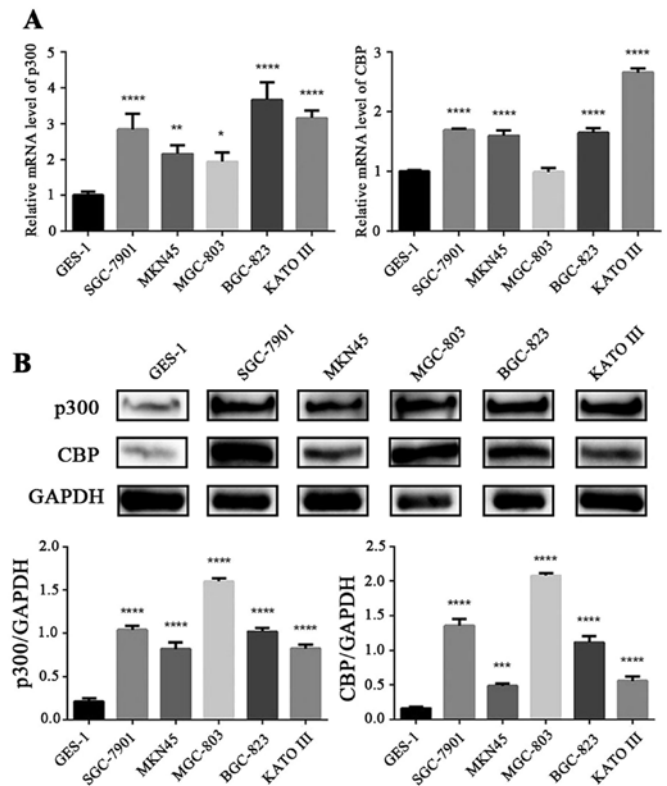 A
Relative mRNA level of p300
5
4
3
2
1
0
****
**
*
****
****
GES-1
SGC-7901
MKN45
MGC-803
BGC-823
KATO III
Relative mRNA level of CBP
3
2
1
0
****
****
****
****
GES-1
SGC-7901
MKN45
MGC-803
BGC-823
KATO III
B
GES-1
SGC-7901
MKN45
MGC-803
BGC-823
KATO III
p300
CBP
GAPDH
p300/GAPDH
2.0
1.5
1.0
0.5
0.0
****
****
****
****
****
GES-1
SGC-7901
MKN45
MGC-803
BGC-823
KATO III
CBP/GAPDH
2.5
2.0
1.5
1.0
0.5
0.0
****
***
****
****
****
GES-1
SGC-7901
MKN45
MGC-803
BGC-823
KATO III